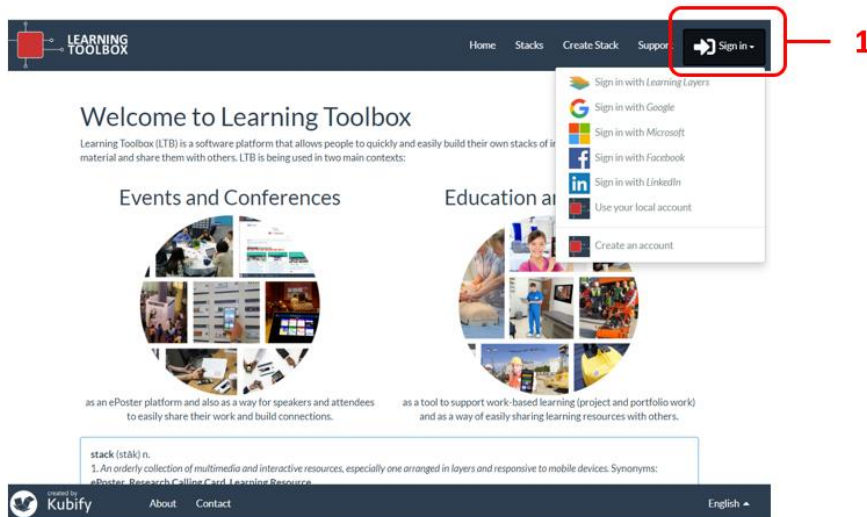 LEARNING
TOOLBOX
Home Stacks Create Stack Support Sign in
1
Sign in with Learning Layers
Sign in with Google
Sign in with Microsoft
Sign in with Facebook
Sign in with LinkedIn
Use your local account
Create an account
Welcome to Learning Toolbox
Learning Toolbox (LTB) is a software platform that allows people to quickly and easily build their own stacks of
material and share them with others. LTB is being used in two main contexts:
Events and Conferences
Education
as an ePoster platform and also as a way for speakers and attendees
to easily share their work and build connections.
as a tool to support work-based learning (project and portfolio work)
and as a way of easily sharing learning resources with others.
stack (stăk) n.
1. An orderly collection of multimedia and interactive resources, especially one arranged in layers and responsive to mobile devices. Synonyms:
ePoster, Research Calling Card, Learning Resource
created by
Kubify
About Contact
English